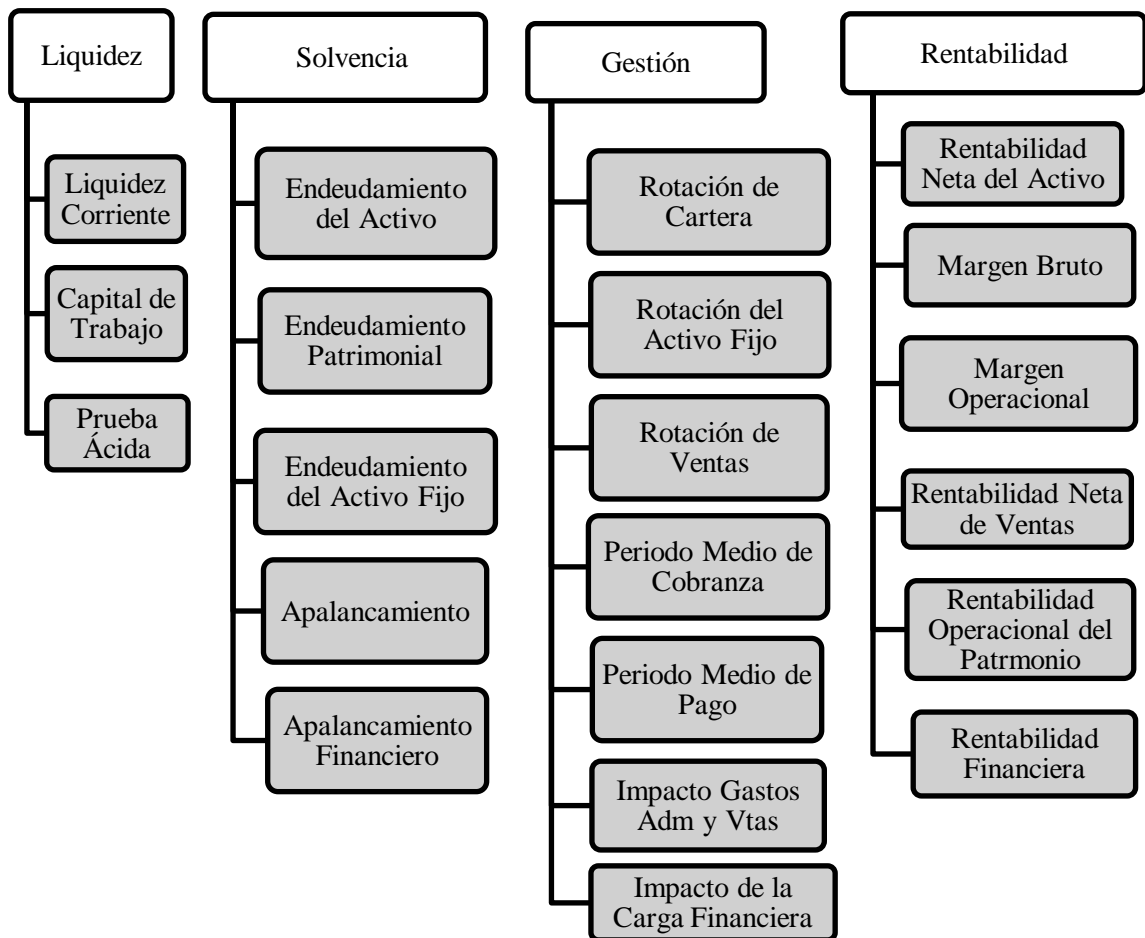 Liquidez
Liquidez
Corriente
Capital de
Trabajo
Prueba
Ácida
Solvencia
Endeudamiento
del Activo
Endeudamiento
Patrimonial
Endeudamiento
del Activo Fijo
Apalancamiento
Apalancamiento
Financiero
Gestión
Rotación de
Cartera
Rotación del
Activo Fijo
Rotación de
Ventas
Periodo Medio de
Cobranza
Periodo Medio de
Pago
Impacto Gastos
Adm y Vtas
Impacto de la
Carga Financiera
Rentabilidad
Rentabilidad
Neta del Activo
Margen Bruto
Margen
Operacional
Rentabilidad Neta
de Ventas
Rentabilidad
Operacional del
Patrmonio
Rentabilidad
Financiera